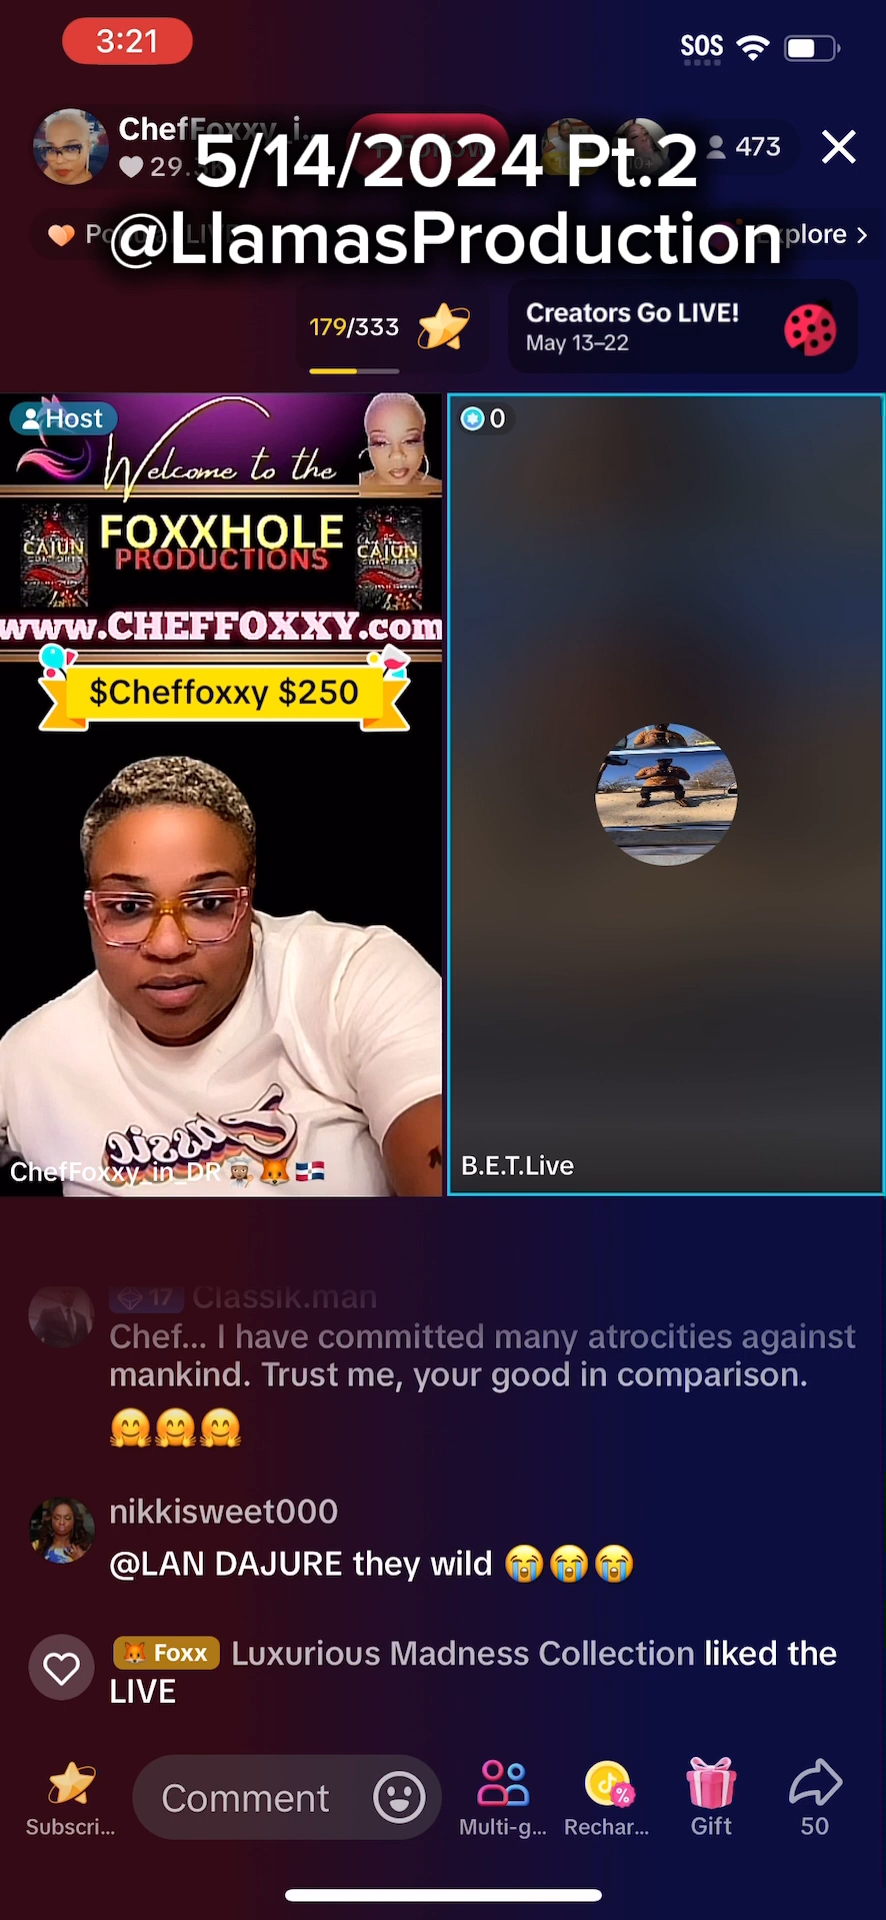 3:21
SOS
ChefFoxxy_i...
5/14/2024 Pt.2
473
@LlamasProduction
179/333
Creators Go LIVE!
May 13–22
Host
0
Welcome to the
CAJUN
FOXXHOLE
CAJUN
PRODUCTIONS
www.CHEFFOXXY.com
$Cheffoxxy $250
Classic
ChefFoxxy_in_DR
B.E.T.Live
17 Classik.man
Chef... I have committed many atrocities against
mankind. Trust me, your good in comparison.
🤗🤗🤗
nikkisweet000
@LAN DAJURE they wild 😭😭😭
Foxx Luxurious Madness Collection liked the
LIVE
Comment
Subscri...
Multi-g...
Rechar...
Gift
50